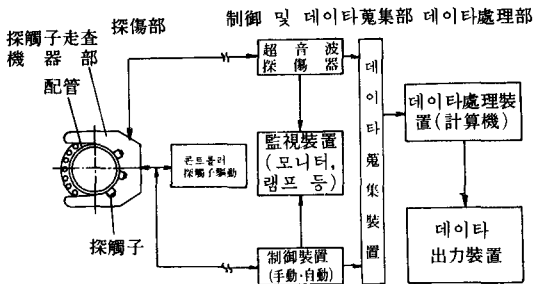 探傷部
制御 및 데이타蒐集部 데이타處理部
探觸子走査
機器部
配管
超音波
探傷器
콘트롤러
探觸子驅動
監視裝置
(모니터,
램프 등)
데이타蒐集裝置
데이타處理裝
置(計算機)
探觸子
制御裝置
(手動·自動)
데이타
出力裝置